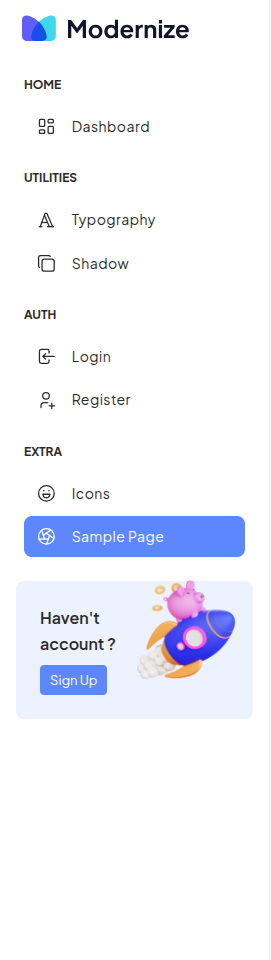 Modernize
HOME
Dashboard
UTILITIES
Typography
Shadow
AUTH
Login
Register
EXTRA
Icons
Sample Page
Haven't
account ?
Sign Up